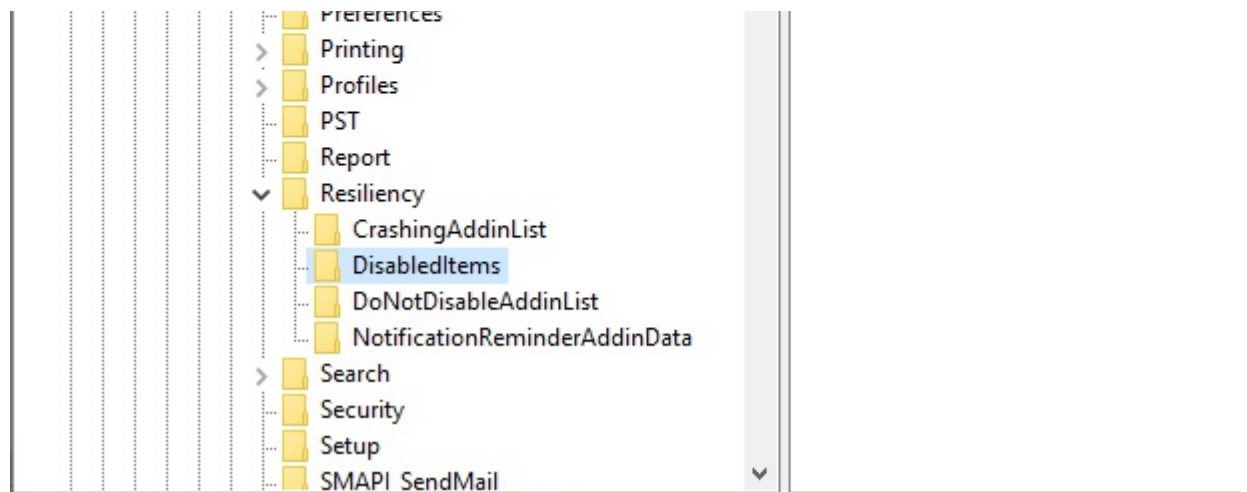 Preferences
Printing
Profiles
PST
Report
Resiliency
CrashingAddinList
DisabledItems
DoNotDisableAddinList
NotificationReminderAddinData
Search
Security
Setup
SMAPI_SendMail